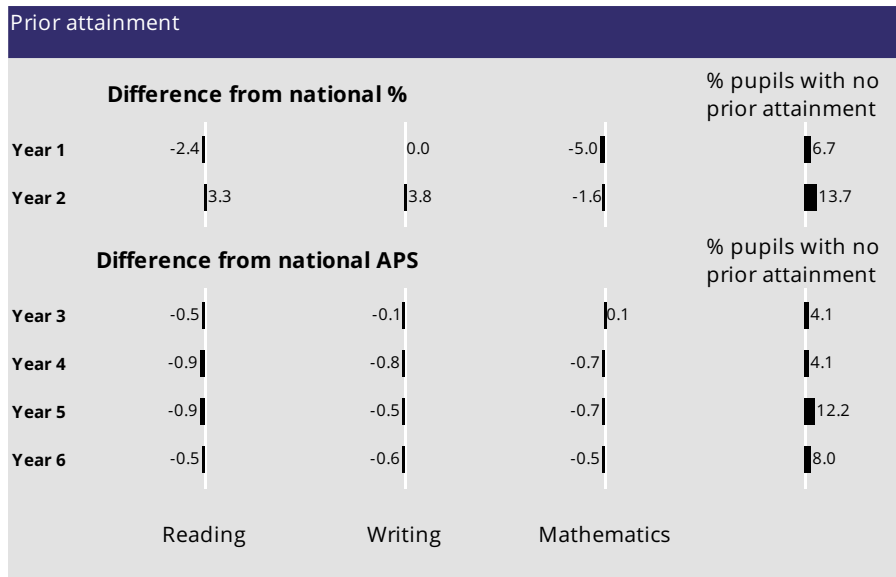 Prior attainment
Difference from national %
% pupils with no
prior attainment
Year 1 -2.4 0.0 -5.0 6.7
Year 2 3.3 3.8 -1.6 13.7
Difference from national APS
% pupils with no
prior attainment
Year 3 -0.5 -0.1 0.1 4.1
Year 4 -0.9 -0.8 -0.7 4.1
Year 5 -0.9 -0.5 -0.7 12.2
Year 6 -0.5 -0.6 -0.5 8.0
Reading Writing Mathematics